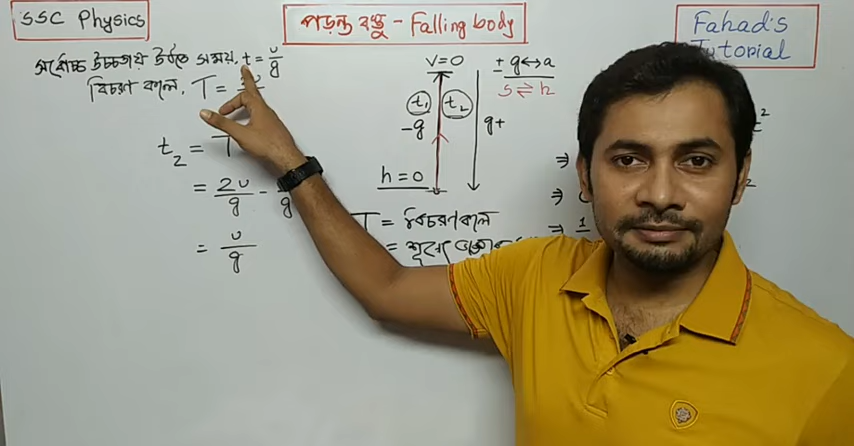 SSC Physics
পড়ন্ত বস্তু - Falling body
Fahad's
Tutorial
সর্বোচ্চ উচ্চতায় উঠতে সময়, t = u/g
বিচরণ কাল, T =
t₂ = T
= 2u/g -
= u/g
v = 0
t₁ t₂
-g g+
h = 0
± g ↔ a
s ⇌ h
T = বিচরণকাল
= শূন্যে